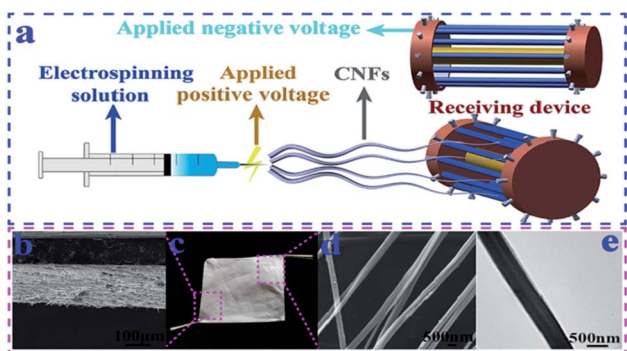 a
Applied negative voltage
Electrospinning
solution
Applied
positive voltage
CNFs
Receiving device
b
100μm
c
d
500nm
e
500nm